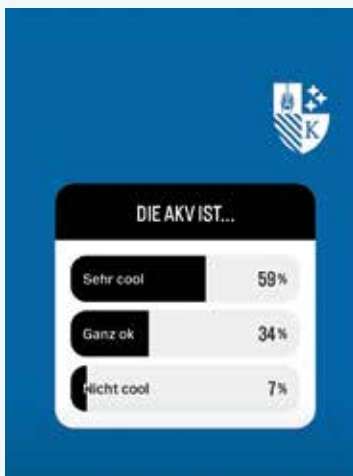 K
DIE AKV IST...
Sehr cool 59%
Ganz ok 34%
Nicht cool 7%